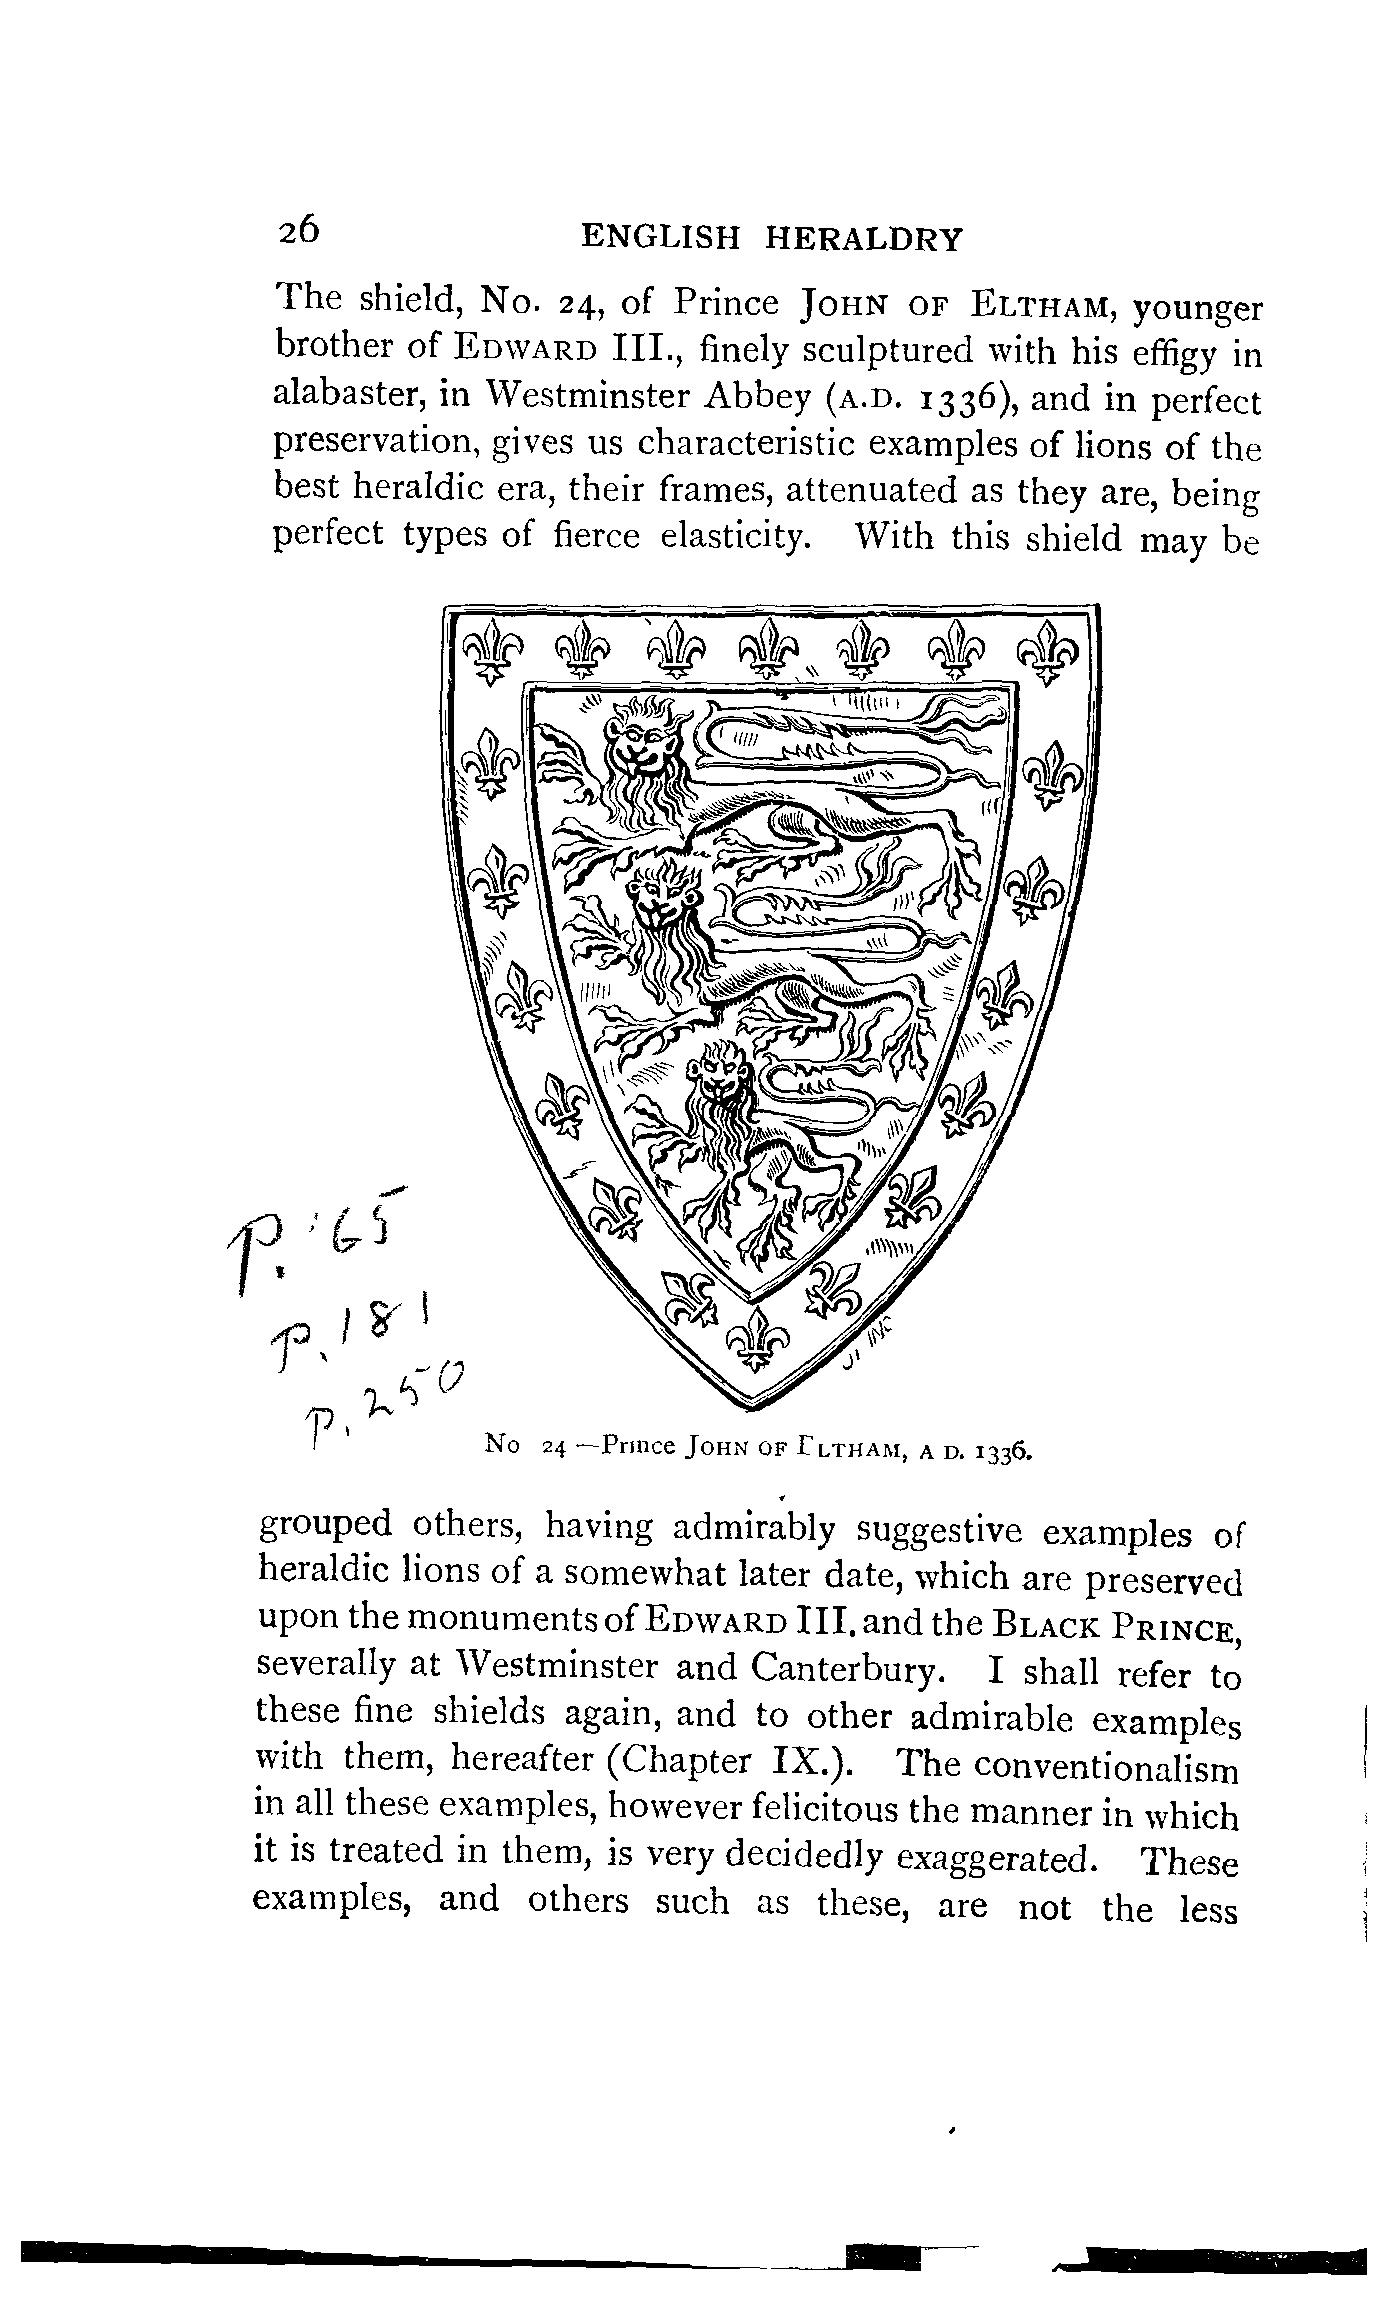 26 ENGLISH HERALDRY
The shield, No. 24, of Prince JOHN OF ELTHAM, younger
brother of EDWARD III., finely sculptured with his effigy in
alabaster, in Westminster Abbey (A.D. 1336), and in perfect
preservation, gives us characteristic examples of lions of the
best heraldic era, their frames, attenuated as they are, being
perfect types of fierce elasticity. With this shield may be
p. 65
p. 181
p. 250
No 24 —Prince JOHN OF ELTHAM, A D. 1336.
grouped others, having admirably suggestive examples of
heraldic lions of a somewhat later date, which are preserved
upon the monuments of EDWARD III. and the BLACK PRINCE,
severally at Westminster and Canterbury. I shall refer to
these fine shields again, and to other admirable examples
with them, hereafter (Chapter IX.). The conventionalism
in all these examples, however felicitous the manner in which
it is treated in them, is very decidedly exaggerated. These
examples, and others such as these, are not the less